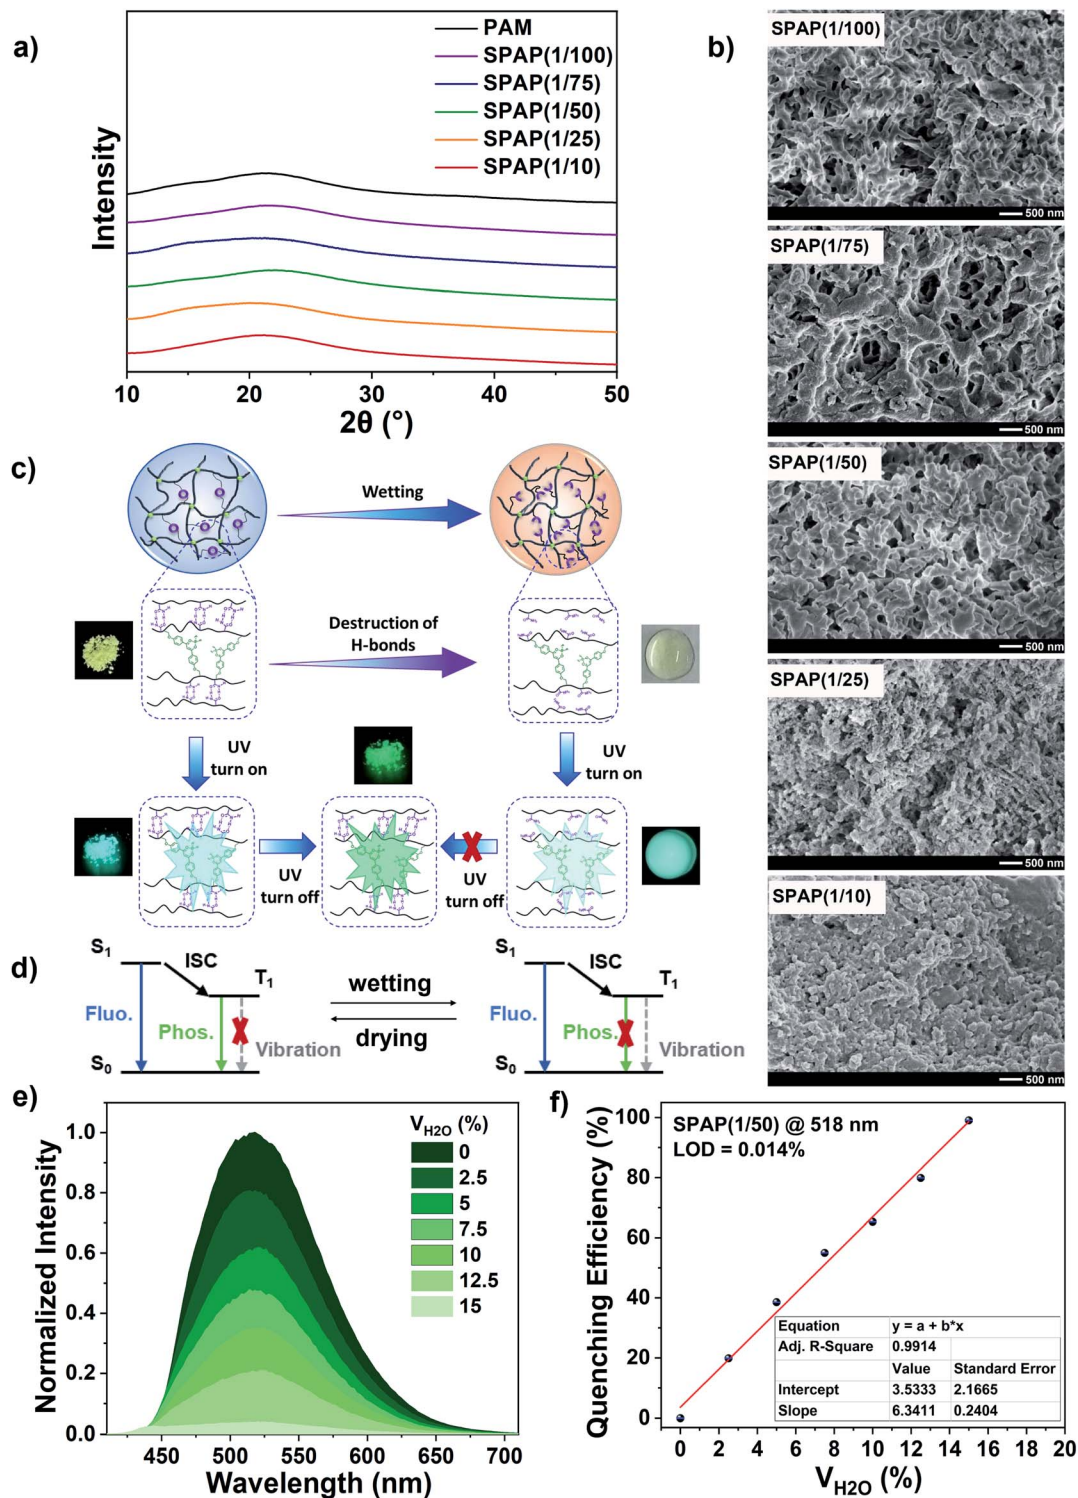 a)
PAM
SPAP(1/100)
SPAP(1/75)
SPAP(1/50)
SPAP(1/25)
SPAP(1/10)
Intensity
10 20 30 40 50
2θ (°)
b)
SPAP(1/100)
500 nm
SPAP(1/75)
500 nm
SPAP(1/50)
500 nm
SPAP(1/25)
500 nm
SPAP(1/10)
500 nm
c)
Wetting
Destruction of
H-bonds
UV
turn on
UV
turn on
UV
turn off
UV
turn off
d)
S1
ISC
T1
Fluo.
Phos.
Vibration
S0
wetting
drying
S1
ISC
T1
Fluo.
Phos.
Vibration
S0
e)
Normalized Intensity
1.0
0.8
0.6
0.4
0.2
0.0
VH2O (%)
0
2.5
5
7.5
10
12.5
15
450 500 550 600 650 700
Wavelength (nm)
f)
Quenching Efficiency (%)
100
80
60
40
20
0
SPAP(1/50) @ 518 nm
LOD = 0.014%
Equation y = a + b*x
Adj. R-Square 0.9914
Value Standard Error
Intercept 3.5333 2.1665
Slope 6.3411 0.2404
0 2 4 6 8 10 12 14 16 18 20
VH2O (%)